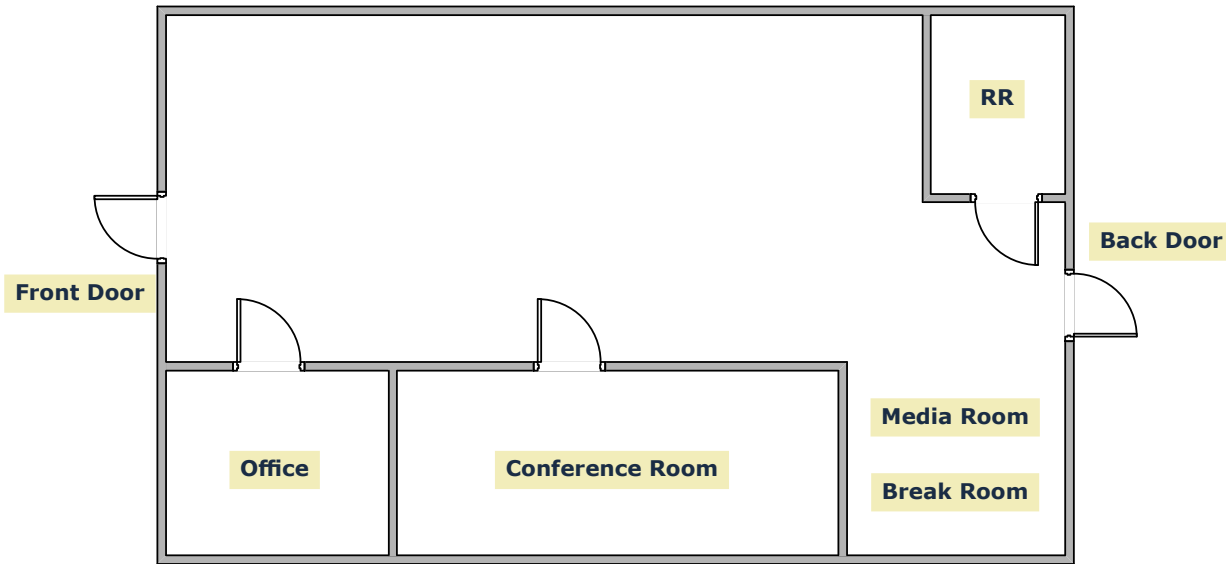 RR
Back Door
Front Door
Media Room
Office
Conference Room
Break Room